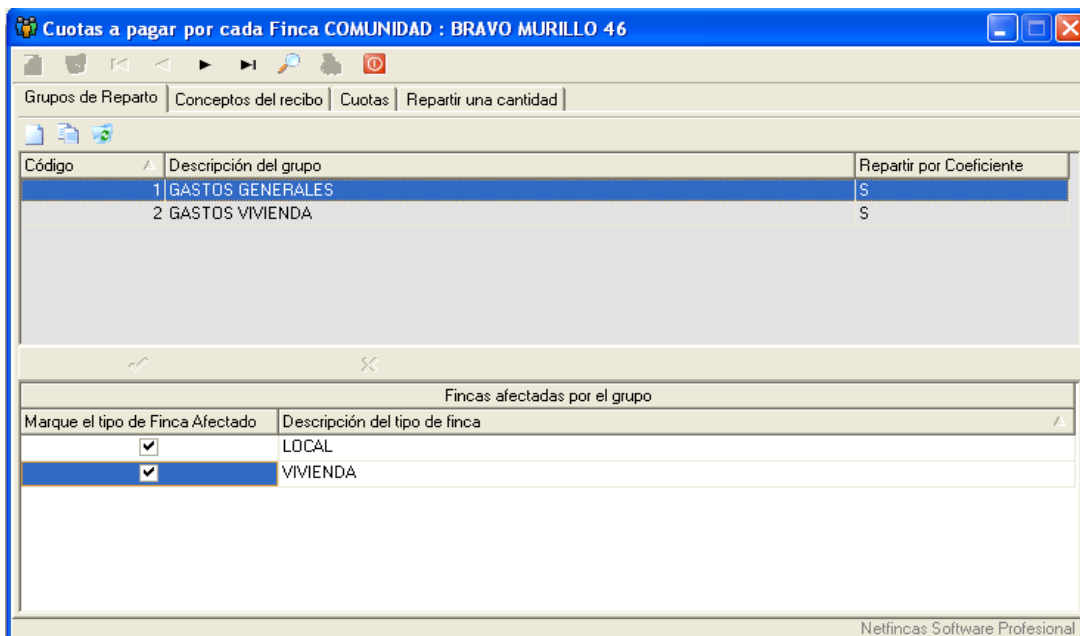 Cuotas a pagar por cada Finca COMUNIDAD : BRAVO MURILLO 46
Grupos de Reparto Conceptos del recibo Cuotas Repartir una cantidad
Código Descripción del grupo Repartir por Coeficiente
1 GASTOS GENERALES S
2 GASTOS VIVIENDA S
Fincas afectadas por el grupo
Marque el tipo de Finca Afectado Descripción del tipo de finca
LOCAL
VIVIENDA
Netfincas Software Profesional